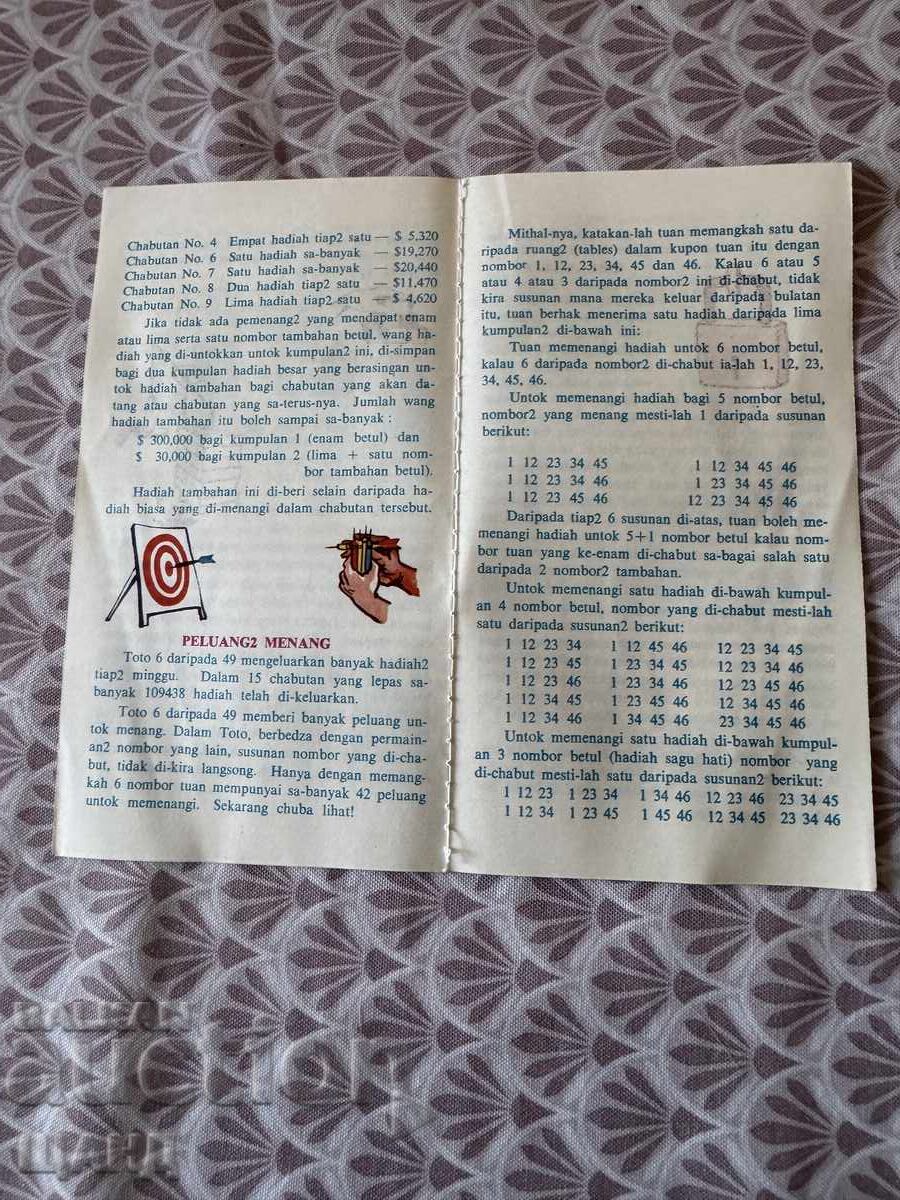 Chabutan No. 4 Empat hadiah tiap2 satu — $ 5,320
Chabutan No. 6 Satu hadiah sa-banyak — $19,270
Chabutan No. 7 Satu hadiah sa-banyak — $20,440
Chabutan No. 8 Dua hadiah tiap2 satu — $11,470
Chabutan No. 9 Lima hadiah tiap2 satu — $ 4,620
Jika tidak ada pemenang2 yang mendapat enam
atau lima serta satu nombor tambahan betul, wang ha-
diah yang di-untokkan untok kumpulan2 ini, di-simpan
bagi dua kumpulan hadiah besar yang berasingan un-
tok hadiah tambahan bagi chabutan yang akan da-
tang atau chabutan yang sa-terus-nya. Jumlah wang
hadiah tambahan itu boleh sampai sa-banyak :
$ 300,000 bagi kumpulan 1 (enam betul) dan
$ 30,000 bagi kumpulan 2 (lima + satu nom-
bor tambahan betul).
Hadiah tambahan ini di-beri selain daripada ha-
diah biasa yang di-menangi dalam chabutan tersebut.
PELUANG2 MENANG
Toto 6 daripada 49 mengeluarkan banyak hadiah2
tiap2 minggu. Dalam 15 chabutan yang lepas sa-
banyak 109438 hadiah telah di-keluarkan.
Toto 6 daripada 49 memberi banyak peluang un-
tok menang. Dalam Toto, berbedza dengan permain-
an2 nombor yang lain, susunan nombor yang di-cha-
but, tidak di-kira langsong. Hanya dengan memang-
kah 6 nombor tuan mempunyai sa-banyak 42 peluang
untok memenangi. Sekarang chuba lihat!
Mithal-nya, katakan-lah tuan memangkah satu da-
ripada ruang2 (tables) dalam kupon tuan itu dengan
nombor 1, 12, 23, 34, 45 dan 46. Kalau 6 atau 5
atau 4 atau 3 daripada nombor2 ini di-chabut, tidak
kira susunan mana mereka keluar daripada bulatan
itu, tuan berhak menerima satu hadiah daripada lima
kumpulan2 di-bawah ini:
Tuan memenangi hadiah untok 6 nombor betul,
kalau 6 daripada nombor2 di-chabut ia-lah 1, 12, 23,
34, 45, 46.
Untok memenangi hadiah bagi 5 nombor betul,
nombor2 yang menang mesti-lah 1 daripada susunan
berikut:
1 12 23 34 45 1 12 34 45 46
1 12 23 34 46 1 23 34 45 46
1 12 23 45 46 12 23 34 45 46
Daripada tiap2 6 susunan di-atas, tuan boleh me-
menangi hadiah untok 5+1 nombor betul kalau nom-
bor tuan yang ke-enam di-chabut sa-bagai salah satu
daripada 2 nombor2 tambahan.
Untok memenangi satu hadiah di-bawah kumpul-
an 4 nombor betul, nombor yang di-chabut mesti-lah
satu daripada susunan2 berikut:
1 12 23 34 1 12 45 46 12 23 34 45
1 12 23 45 1 23 34 45 12 23 34 46
1 12 23 46 1 23 34 46 12 23 45 46
1 12 34 45 1 23 45 46 12 34 45 46
1 12 34 46 1 34 45 46 23 34 45 46
Untok memenangi satu hadiah di-bawah kumpul-
an 3 nombor betul (hadiah sagu hati) nombor yang
di-chabut mesti-lah satu daripada susunan2 berikut:
1 12 23 1 23 34 1 34 46 12 23 46 23 34 45
1 12 34 1 23 45 1 45 46 12 34 45 23 34 46
BALKAN
АУКЦИОН
ЦАНЦ